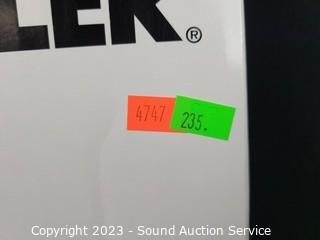 LER®
4747 235.
Copyright 2023 - Sound Auction Service